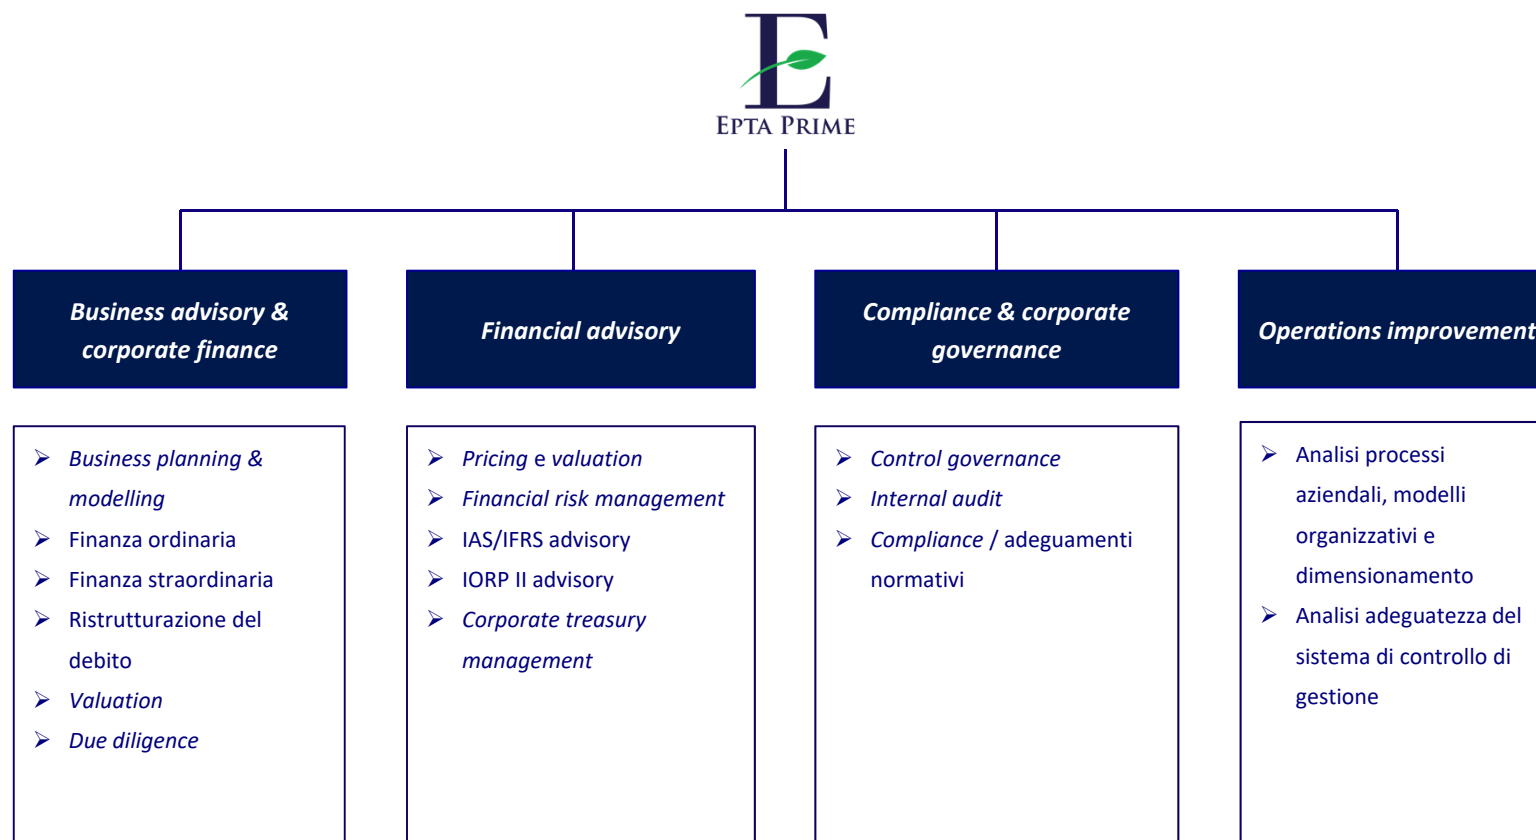 EPTA PRIME
Business advisory &
corporate finance
Financial advisory
Compliance & corporate
governance
Operations improvement
➢ Business planning &
modelling
➢ Finanza ordinaria
➢ Finanza straordinaria
➢ Ristrutturazione del
debito
➢ Valuation
➢ Due diligence
➢ Pricing e valuation
➢ Financial risk management
➢ IAS/IFRS advisory
➢ IORP II advisory
➢ Corporate treasury
management
➢ Control governance
➢ Internal audit
➢ Compliance / adeguamenti
normativi
➢ Analisi processi
aziendali, modelli
organizzativi e
dimensionamento
➢ Analisi adeguatezza del
sistema di controllo di
gestione